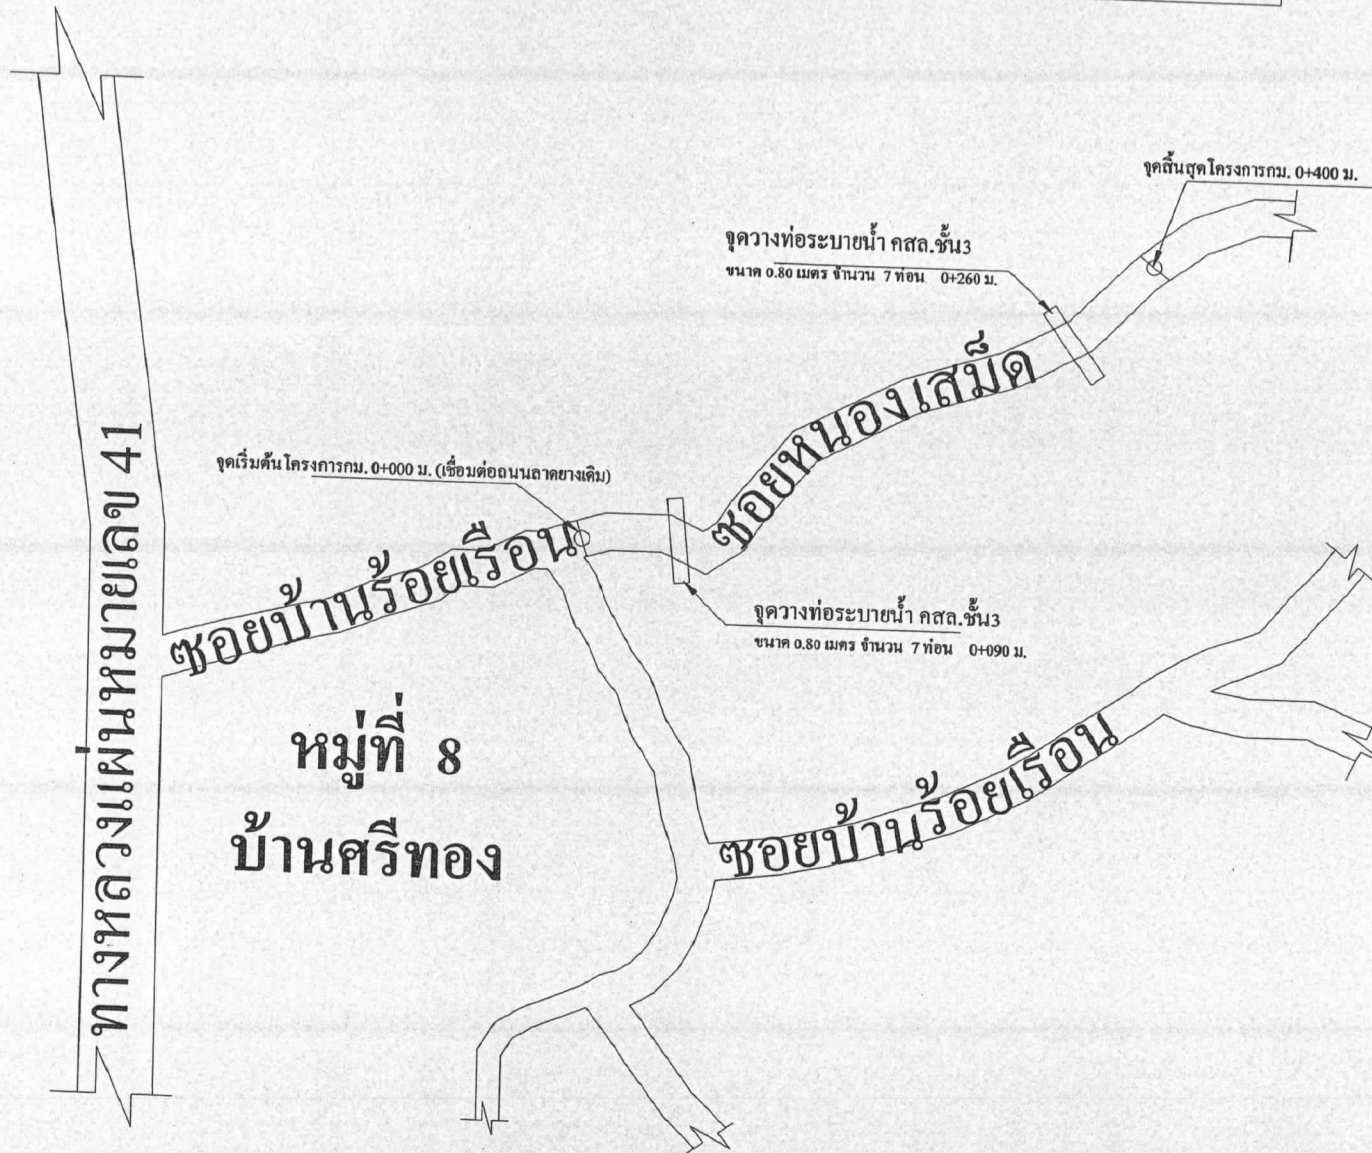 จุดสิ้นสุดโครงการกม. 0+400 ม.
จุดวางท่อระบายน้ำ คสล.ชั้น3
ขนาด 0.80 เมตร จำนวน 7 ท่อน 0+260 ม.
ซอยหนองเสม็ด
จุดเริ่มต้นโครงการกม. 0+000 ม. (เชื่อมต่อถนนลาดยางเดิม)
ซอยบ้านร้อยเรือน
จุดวางท่อระบายน้ำ คสล.ชั้น3
ขนาด 0.80 เมตร จำนวน 7 ท่อน 0+090 ม.
ทางหลวงแผ่นหมายเลข 41
หมู่ที่ 8
บ้านศรีทอง
ซอยบ้านร้อยเรือน